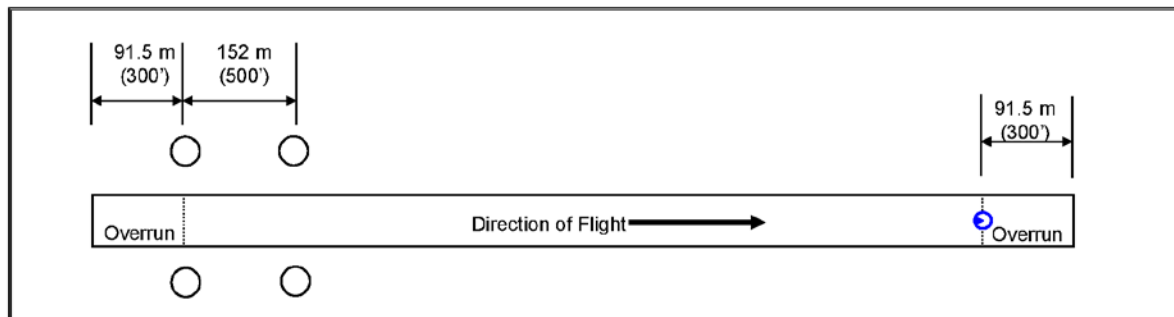 91.5 m
(300')
152 m
(500')
91.5 m
(300')
Overrun
Direction of Flight
Overrun